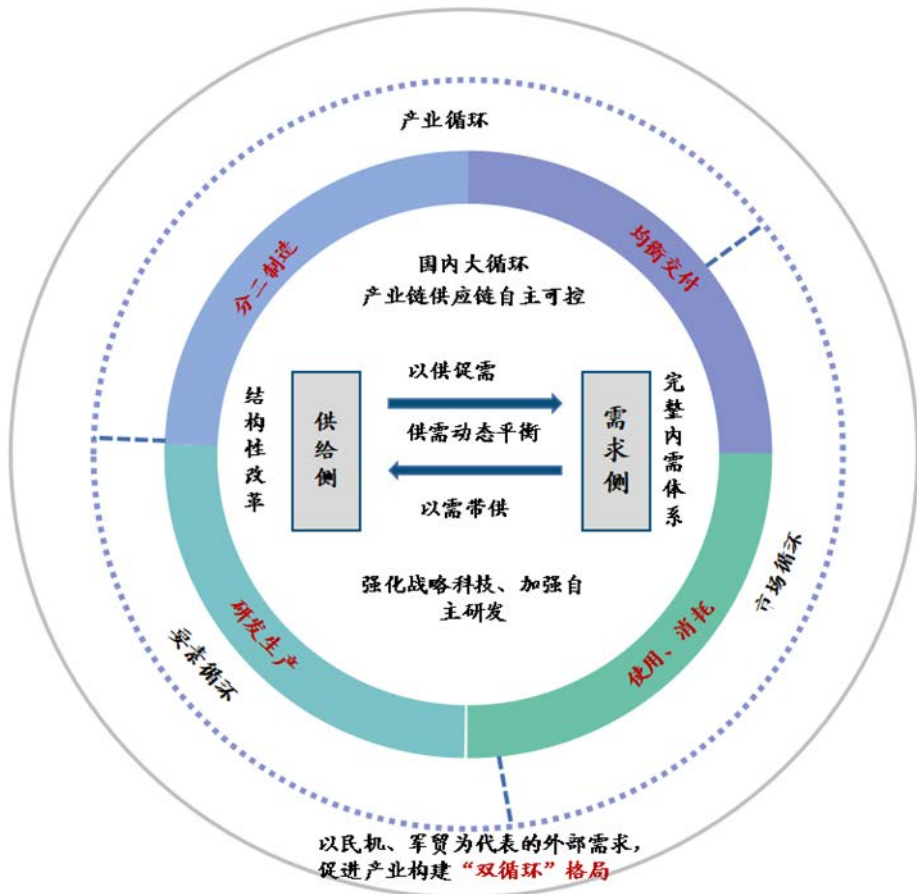 产业循环
分二制造
均衡交付
国内大循环
产业链供应链自主可控
结构性改革
供给侧
以供促需
供需动态平衡
以需带供
需求侧
完整内需体系
强化战略科技、加强自
主研发
研发生产
使用、消耗
要素循环
市场循环
以民机、军贸为代表的外部需求,
促进产业构建“双循环”格局